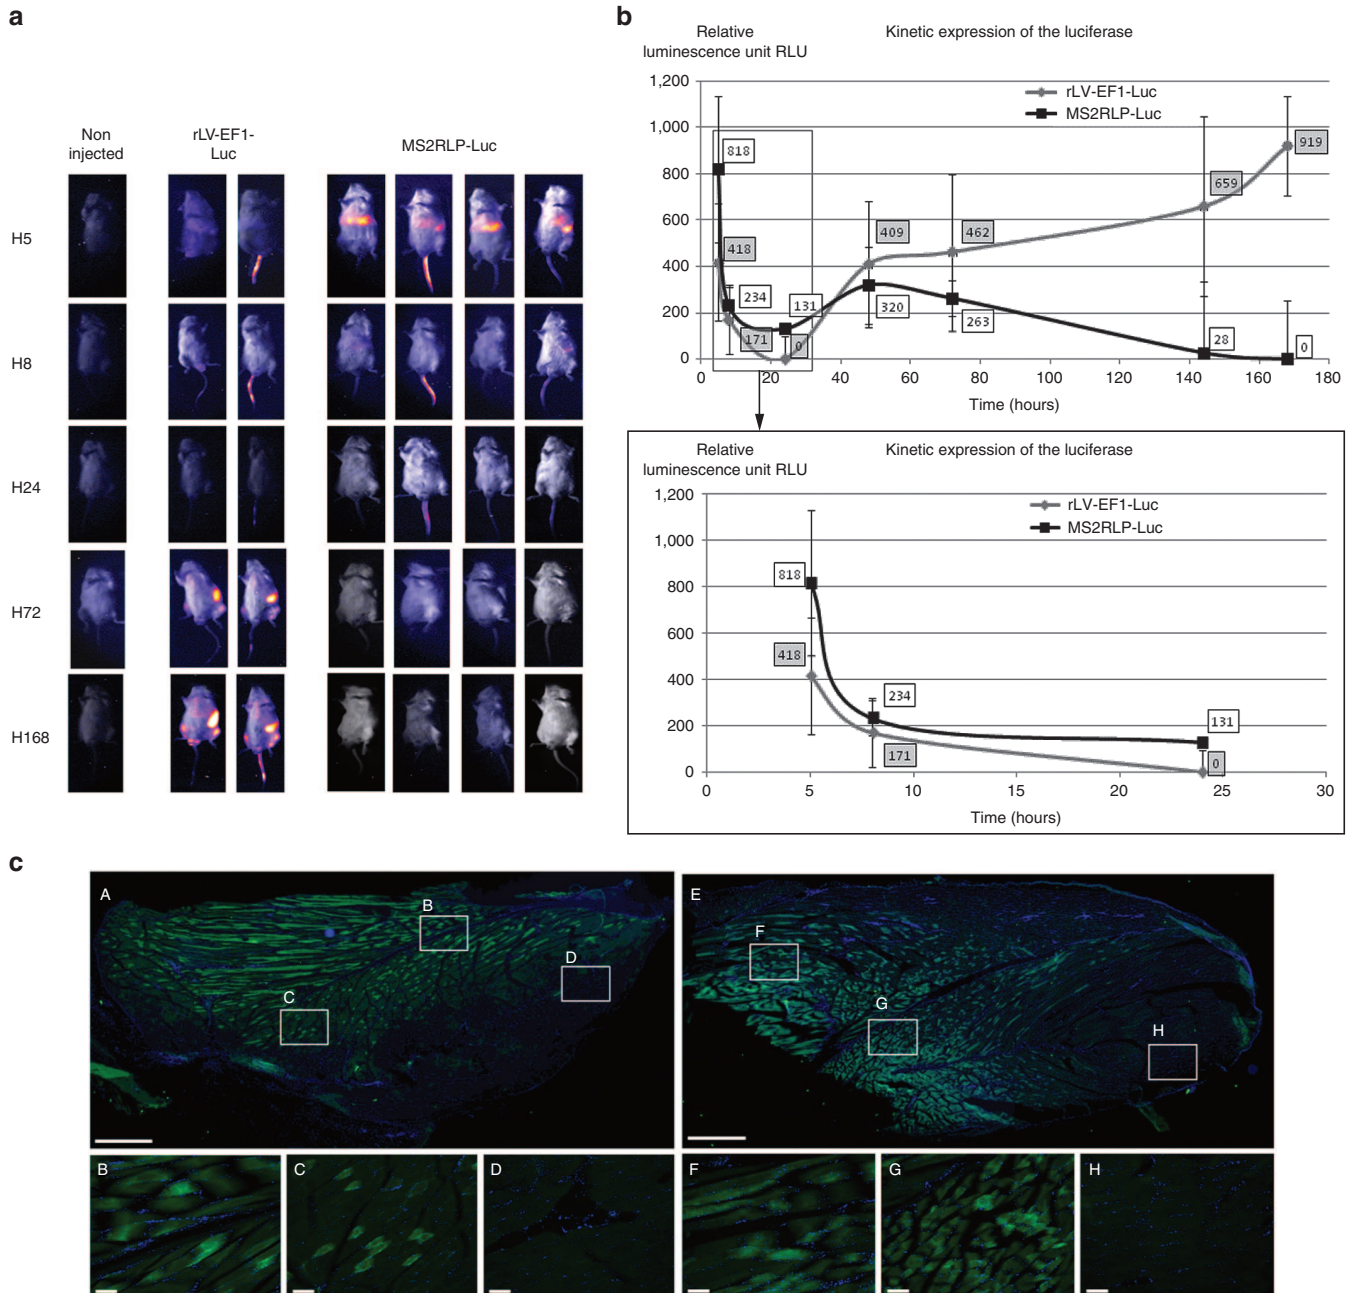 a
Non
injected
rLV-EF1-
Luc
MS2RLP-Luc
H5
H8
H24
H72
H168
b
Relative
luminescence unit RLU
Kinetic expression of the luciferase
rLV-EF1-Luc
MS2RLP-Luc
1,200
1,000
800
600
400
200
0
818
418
234
171
131
0
409
320
462
263
659
28
919
0
0
20
40
60
80
100
120
140
160
180
Time (hours)
Relative
luminescence unit RLU
Kinetic expression of the luciferase
rLV-EF1-Luc
MS2RLP-Luc
1,200
1,000
800
600
400
200
0
818
418
234
171
131
0
0
5
10
15
20
25
30
Time (hours)
c
A
B
C
D
E
F
G
H
B
C
D
F
G
H